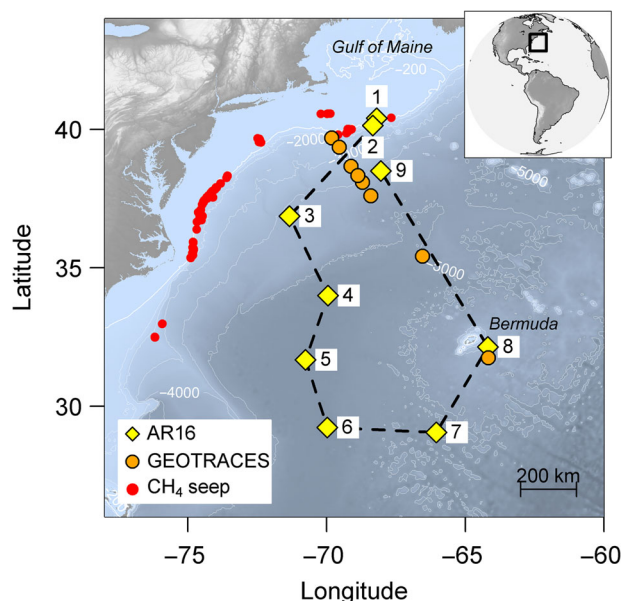 Gulf of Maine
-200
1
40
-2000
2
9
-5000
3
Latitude
35
-5000
4
Bermuda
8
5
-4000
30
6
7
AR16
GEOTRACES
CH₄ seep
200 km
−75
−70
−65
−60
Longitude